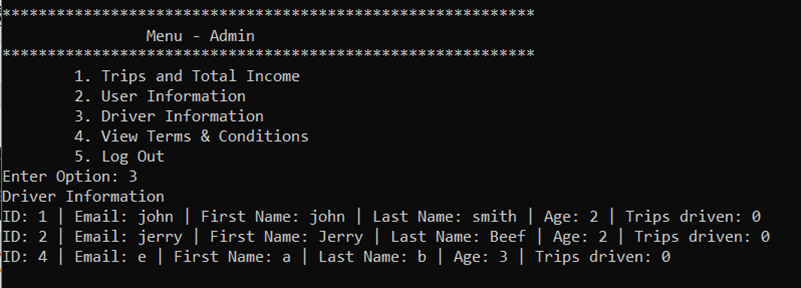 ***********************************************************
Menu - Admin
***********************************************************
1. Trips and Total Income
2. User Information
3. Driver Information
4. View Terms & Conditions
5. Log Out
Enter Option: 3
Driver Information
ID: 1 | Email: john | First Name: john | Last Name: smith | Age: 2 | Trips driven: 0
ID: 2 | Email: jerry | First Name: Jerry | Last Name: Beef | Age: 2 | Trips driven: 0
ID: 4 | Email: e | First Name: a | Last Name: b | Age: 3 | Trips driven: 0